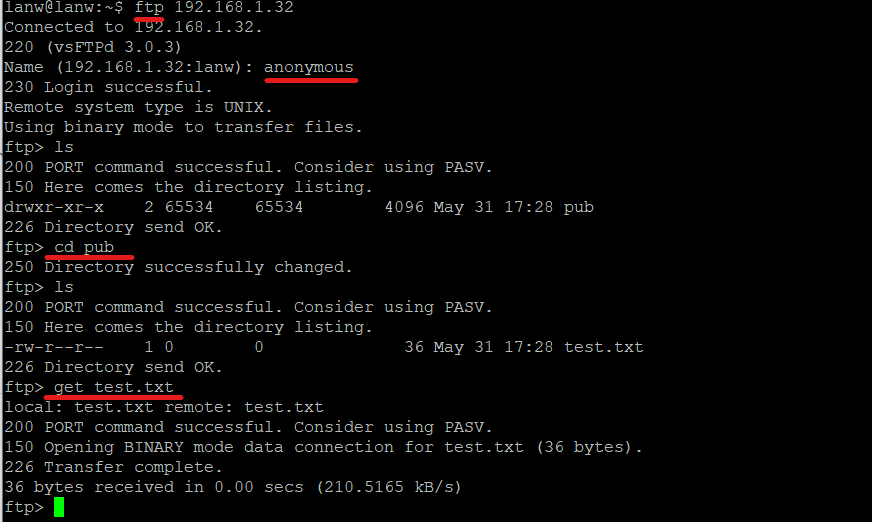 lanw@lanw:~$ ftp 192.168.1.32
Connected to 192.168.1.32.
220 (vsFTPd 3.0.3)
Name (192.168.1.32:lanw): anonymous
230 Login successful.
Remote system type is UNIX.
Using binary mode to transfer files.
ftp> ls
200 PORT command successful. Consider using PASV.
150 Here comes the directory listing.
drwxr-xr-x    2 65534    65534        4096 May 31 17:28 pub
226 Directory send OK.
ftp> cd pub
250 Directory successfully changed.
ftp> ls
200 PORT command successful. Consider using PASV.
150 Here comes the directory listing.
-rw-r--r--    1 0        0              36 May 31 17:28 test.txt
226 Directory send OK.
ftp> get test.txt
local: test.txt remote: test.txt
200 PORT command successful. Consider using PASV.
150 Opening BINARY mode data connection for test.txt (36 bytes).
226 Transfer complete.
36 bytes received in 0.00 secs (210.5165 kB/s)
ftp>